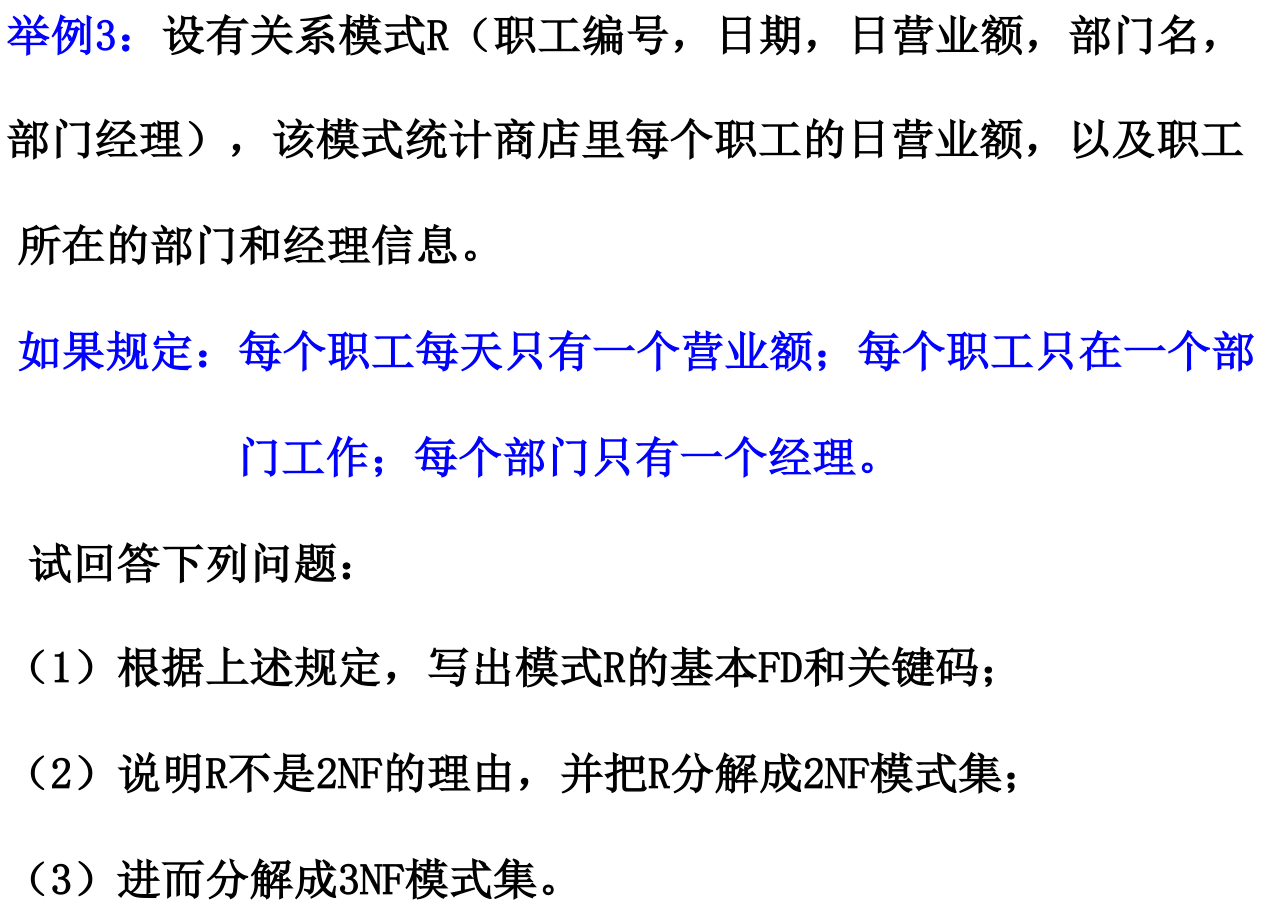 举例3：设有关系模式R（职工编号，日期，日营业额，部门名，
部门经理），该模式统计商店里每个职工的日营业额，以及职工
所在的部门和经理信息。
如果规定：每个职工每天只有一个营业额；每个职工只在一个部
门工作；每个部门只有一个经理。
试回答下列问题：
（1）根据上述规定，写出模式R的基本FD和关键码；
（2）说明R不是2NF的理由，并把R分解成2NF模式集；
（3）进而分解成3NF模式集。